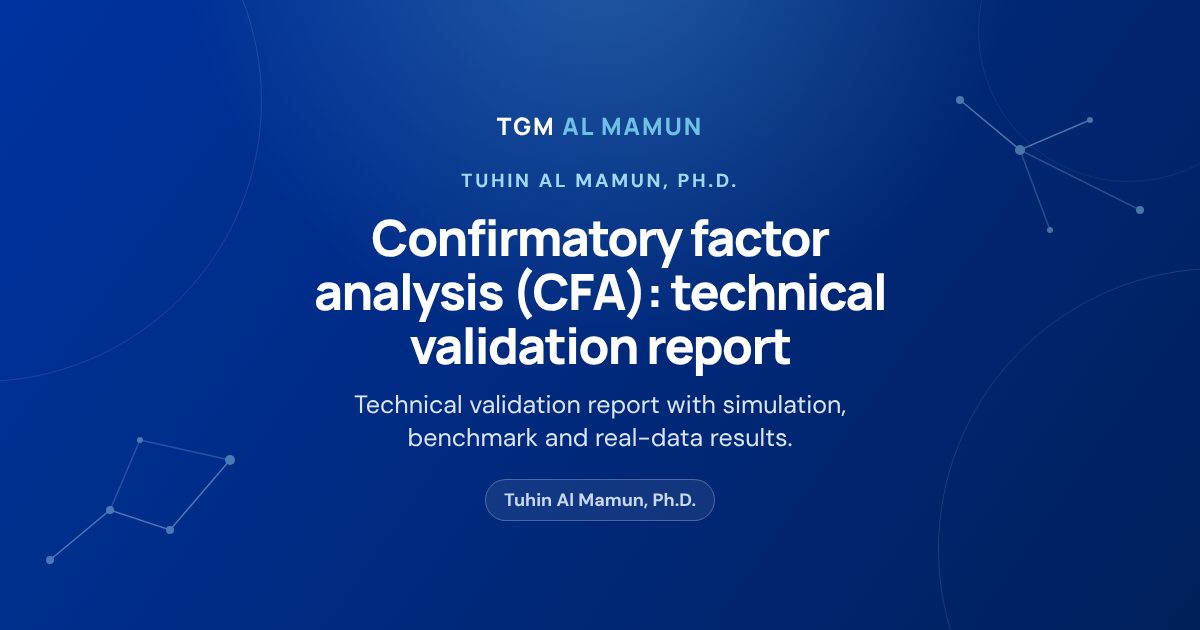 TGM AL MAMUN
TUHIN AL MAMUN, PH.D.
Confirmatory factor
analysis (CFA): technical
validation report
Technical validation report with simulation,
benchmark and real-data results.
Tuhin Al Mamun, Ph.D.